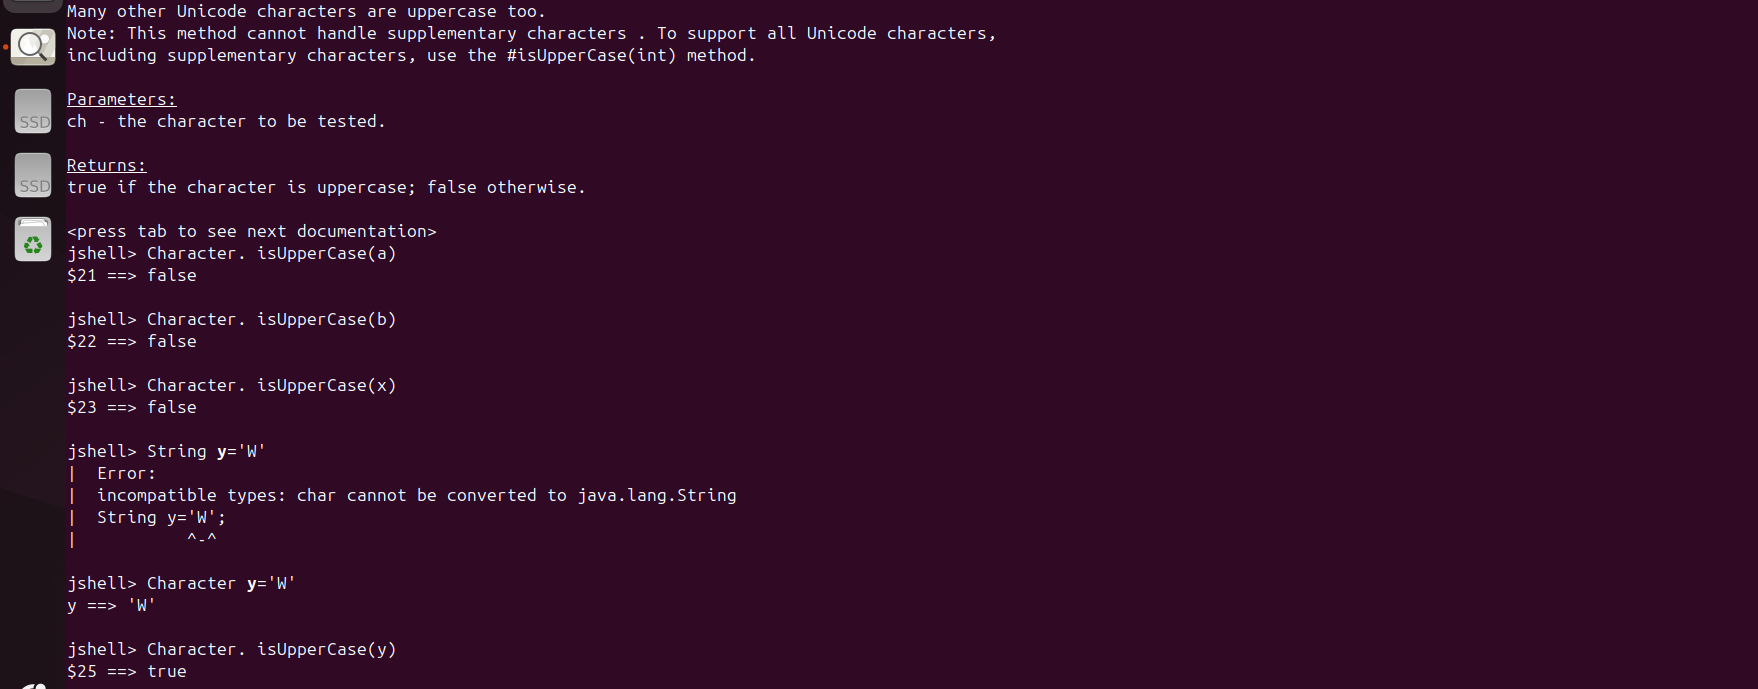 Many other Unicode characters are uppercase too.
Note: This method cannot handle supplementary characters . To support all Unicode characters,
including supplementary characters, use the #isUpperCase(int) method.
Parameters:
ch - the character to be tested.
Returns:
true if the character is uppercase; false otherwise.
<press tab to see next documentation>
jshell> Character. isUpperCase(a)
$21 ==> false
jshell> Character. isUpperCase(b)
$22 ==> false
jshell> Character. isUpperCase(x)
$23 ==> false
jshell> String y='W'
|  Error:
|  incompatible types: char cannot be converted to java.lang.String
|  String y='W';
|           ^-^
jshell> Character y='W'
y ==> 'W'
jshell> Character. isUpperCase(y)
$25 ==> true
SSD
SSD